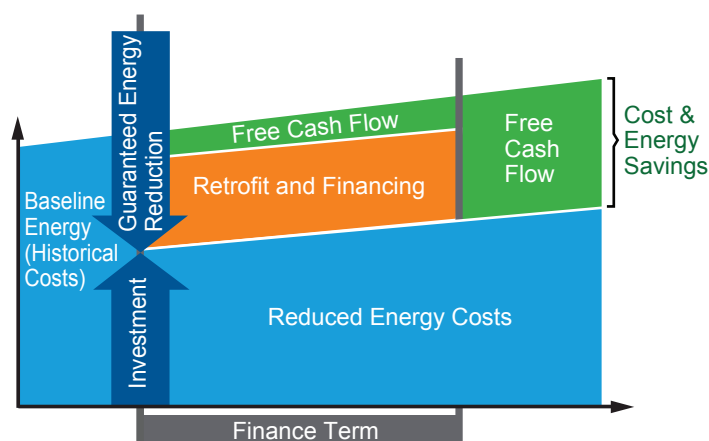 Guaranteed Energy
Reduction
Free Cash Flow
Free
Cash
Flow
Cost &
Energy
Savings
Retrofit and Financing
Baseline
Energy
(Historical
Costs)
Investment
Reduced Energy Costs
Finance Term